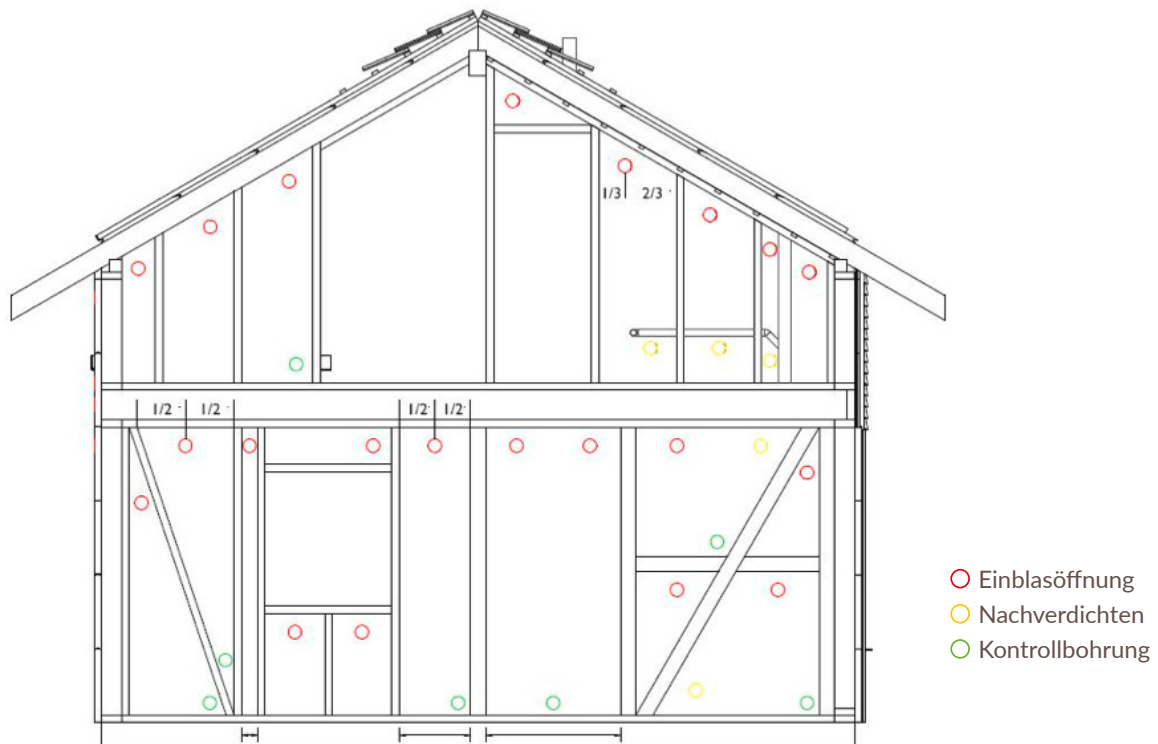 1/3 2/3
1/2 1/2 1/2 1/2
Einblasöffnung
Nachverdichten
Kontrollbohrung